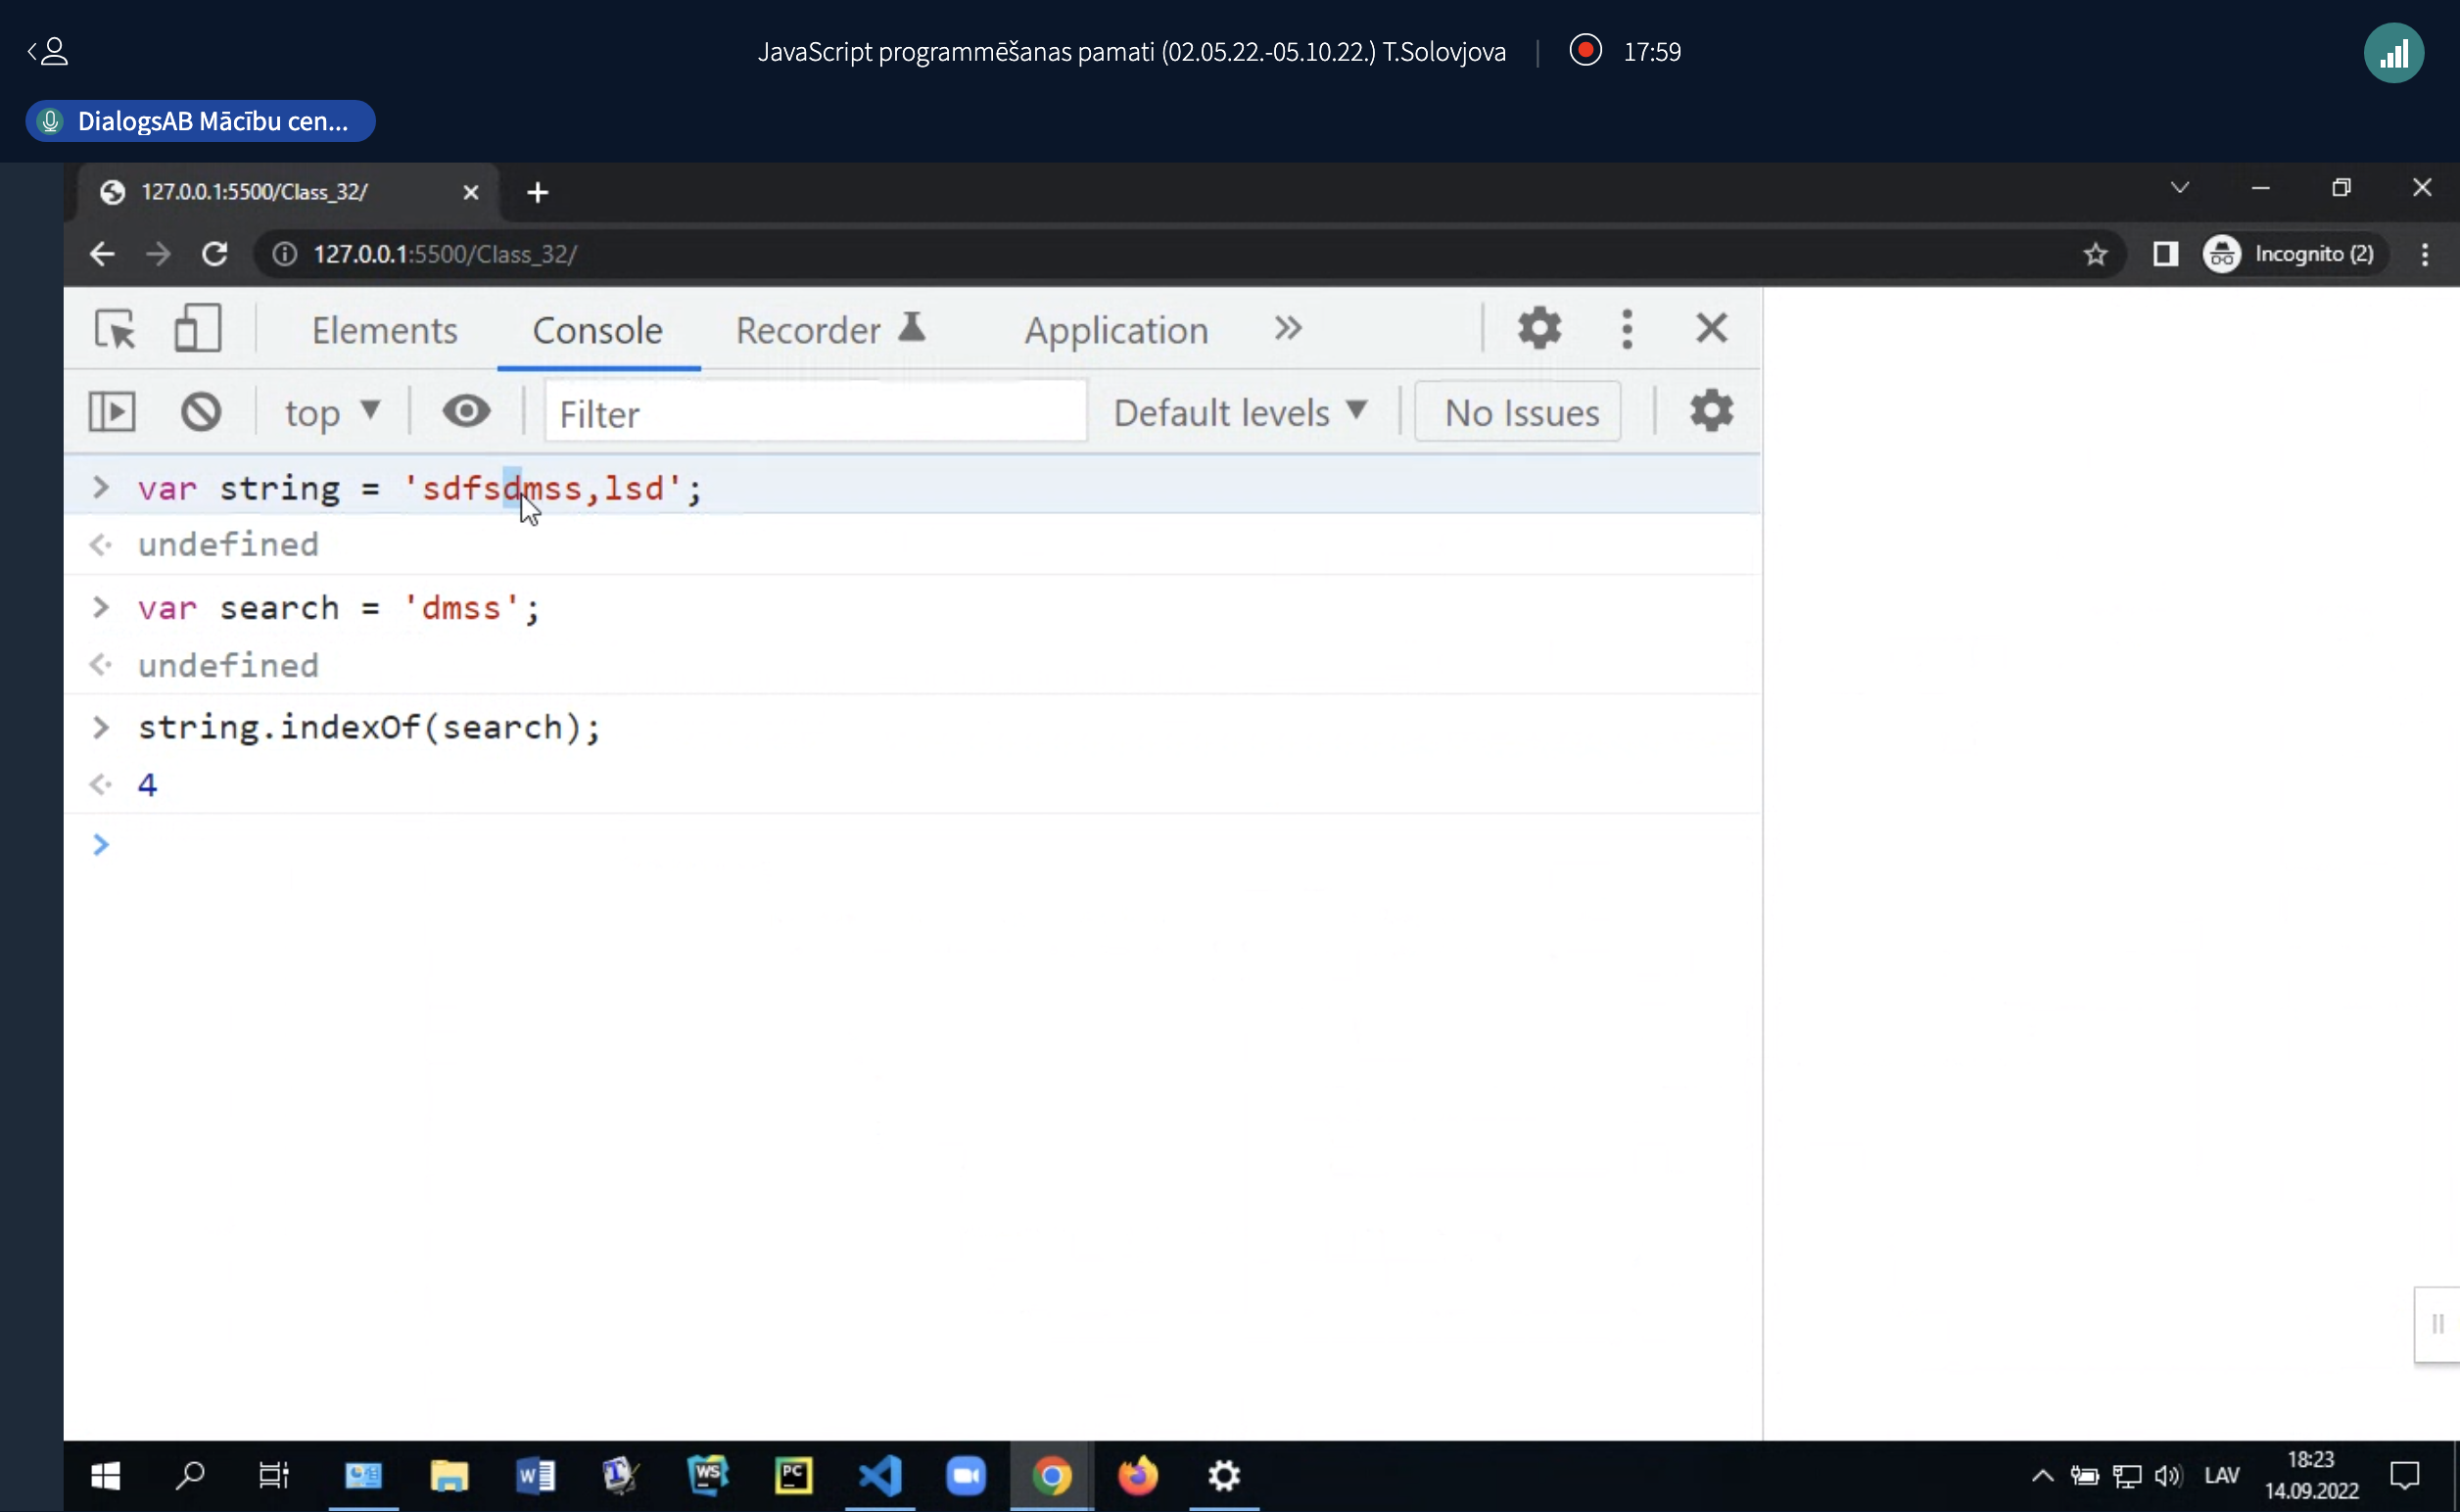 JavaScript programmēšanas pamati (02.05.22.-05.10.22.) T.Solovjova | 17:59
DialogsAB Mācību cen...
127.0.0.1:5500/Class_32/
127.0.0.1:5500/Class_32/ Incognito (2)
Elements Console Recorder Application
top Filter Default levels No Issues
> var string = 'sdfsdmss,lsd';
undefined
> var search = 'dmss';
undefined
> string.indexOf(search);
4
>
W WS PC LAV 18:23
14.09.2022